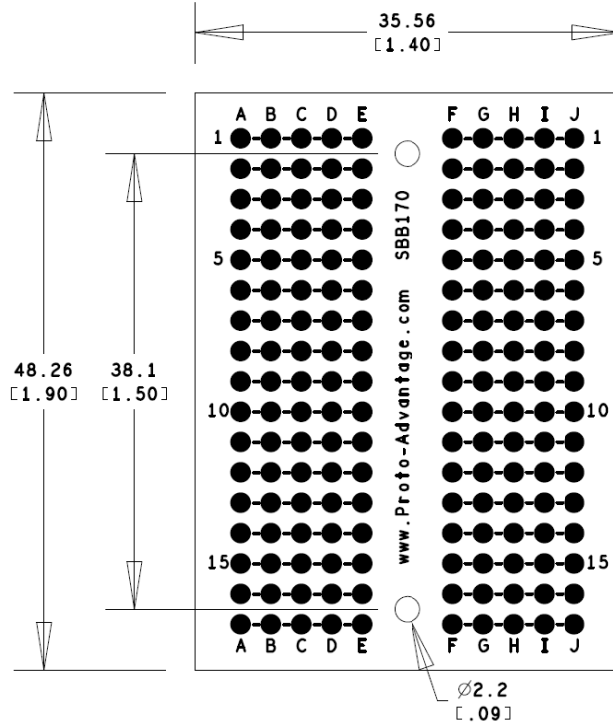 35.56
[1.40]
A B C D E F G H I J
1 1
SBB170
5 5
48.26
[1.90]
38.1
[1.50]
www.Proto-Advantage.com
10 10
15 15
A B C D E F G H I J
Ø2.2
[.09]